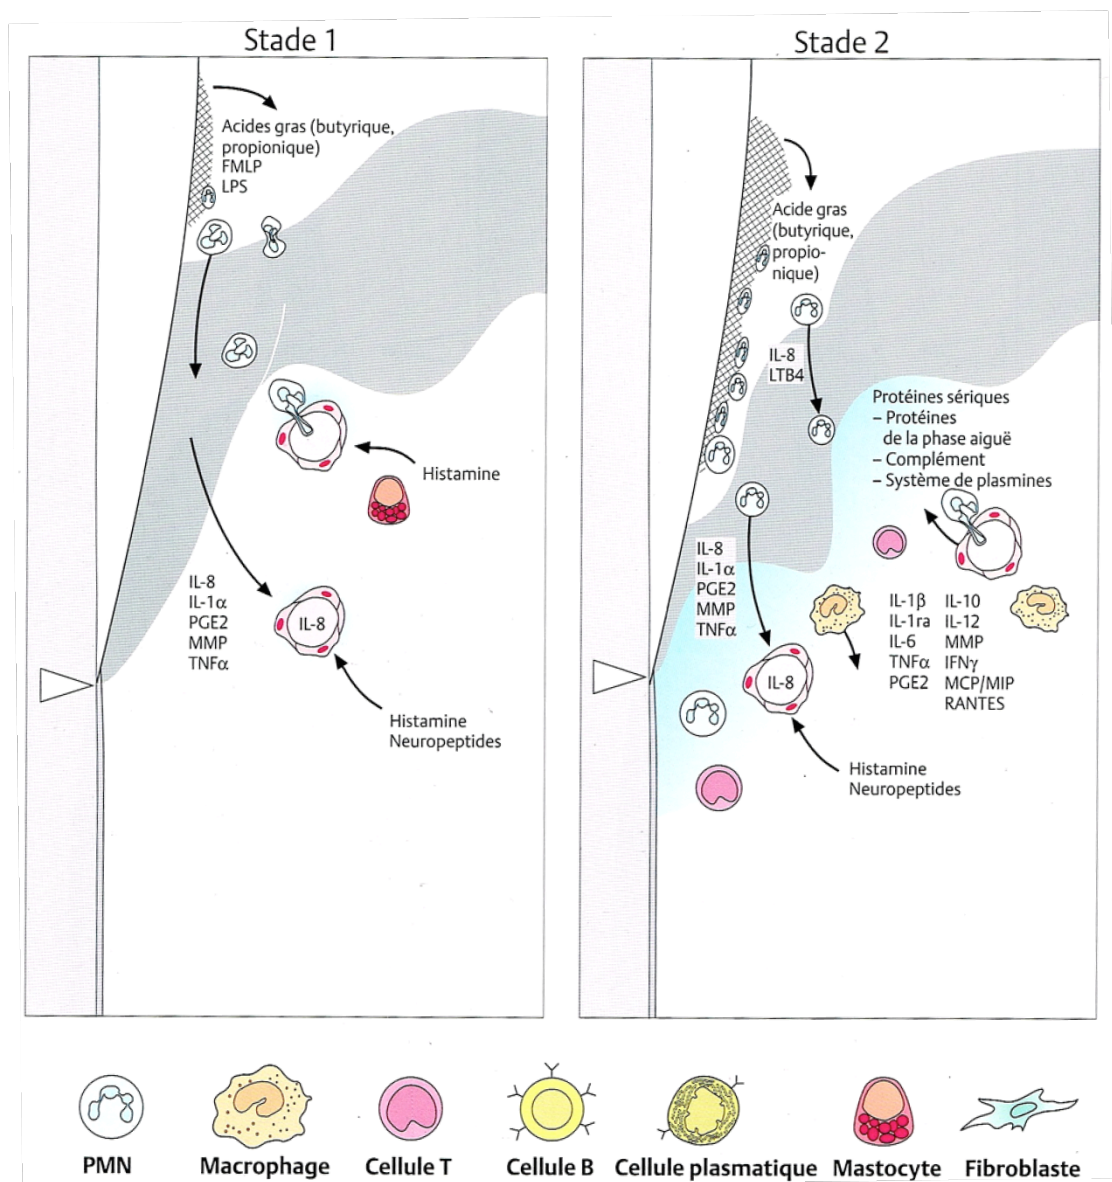 Stade 1
Acides gras (butyrique,
propionique)
FMLP
LPS
Histamine
IL-8
IL-1α
PGE2
MMP
TNFα
IL-8
Histamine
Neuropeptides
Stade 2
Acide gras
(butyrique,
propio-
nique)
IL-8
LTB4
Protéines sériques
– Protéines
de la phase aiguë
– Complément
– Système de plasmines
IL-8
IL-1α
PGE2
MMP
TNFα
IL-1β IL-10
IL-1ra IL-12
IL-6 MMP
TNFα IFNγ
PGE2 MCP/MIP
RANTES
IL-8
Histamine
Neuropeptides
PMN
Macrophage
Cellule T
Cellule B
Cellule plasmatique
Mastocyte
Fibroblaste